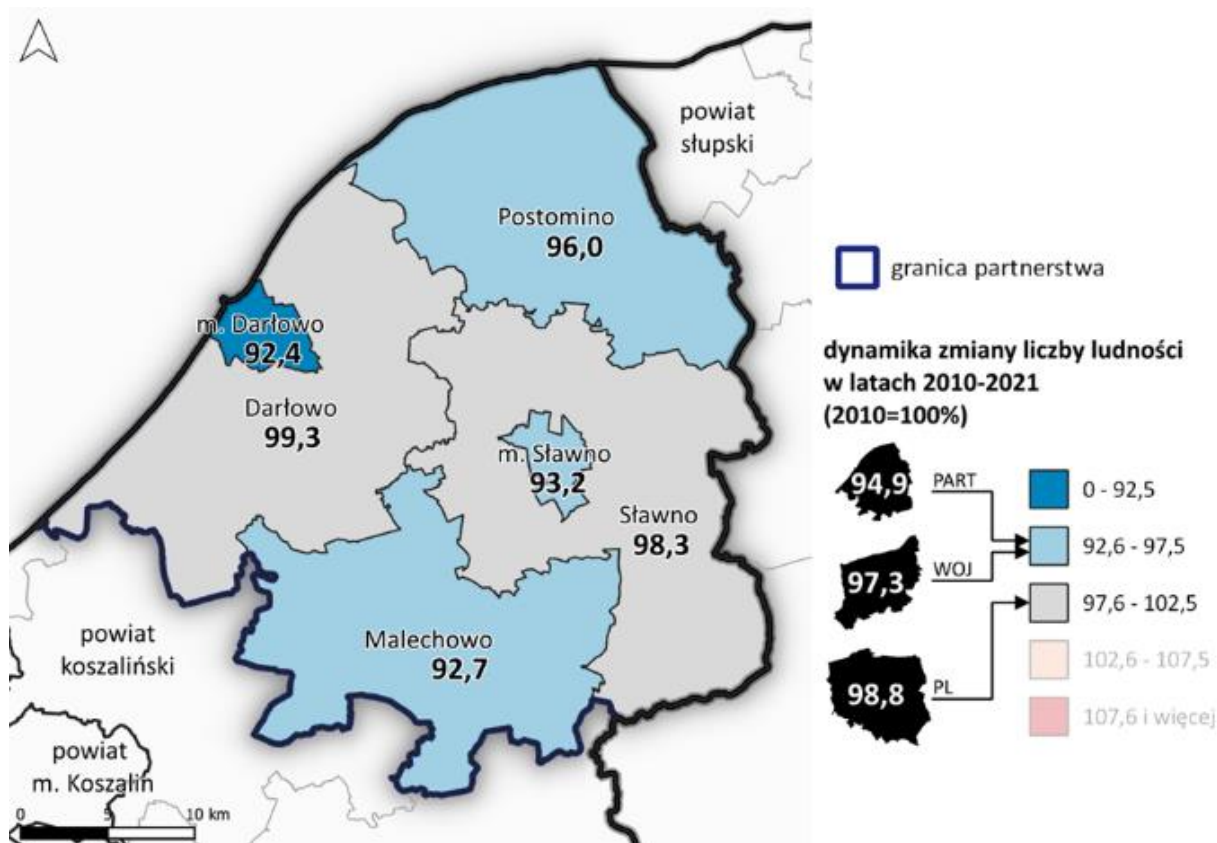 powiat
słupski
Postomino
96,0
m. Darłowo
92,4
Darłowo
99,3
m. Sławno
93,2
Sławno
98,3
Malechowo
92,7
powiat
koszaliński
powiat
m. Koszalin
0 5 10 km
granica partnerstwa
dynamika zmiany liczby ludności
w latach 2010-2021
(2010=100%)
94,9 PART
97,3 WOJ
98,8 PL
0 - 92,5
92,6 - 97,5
97,6 - 102,5
102,6 - 107,5
107,6 i więcej